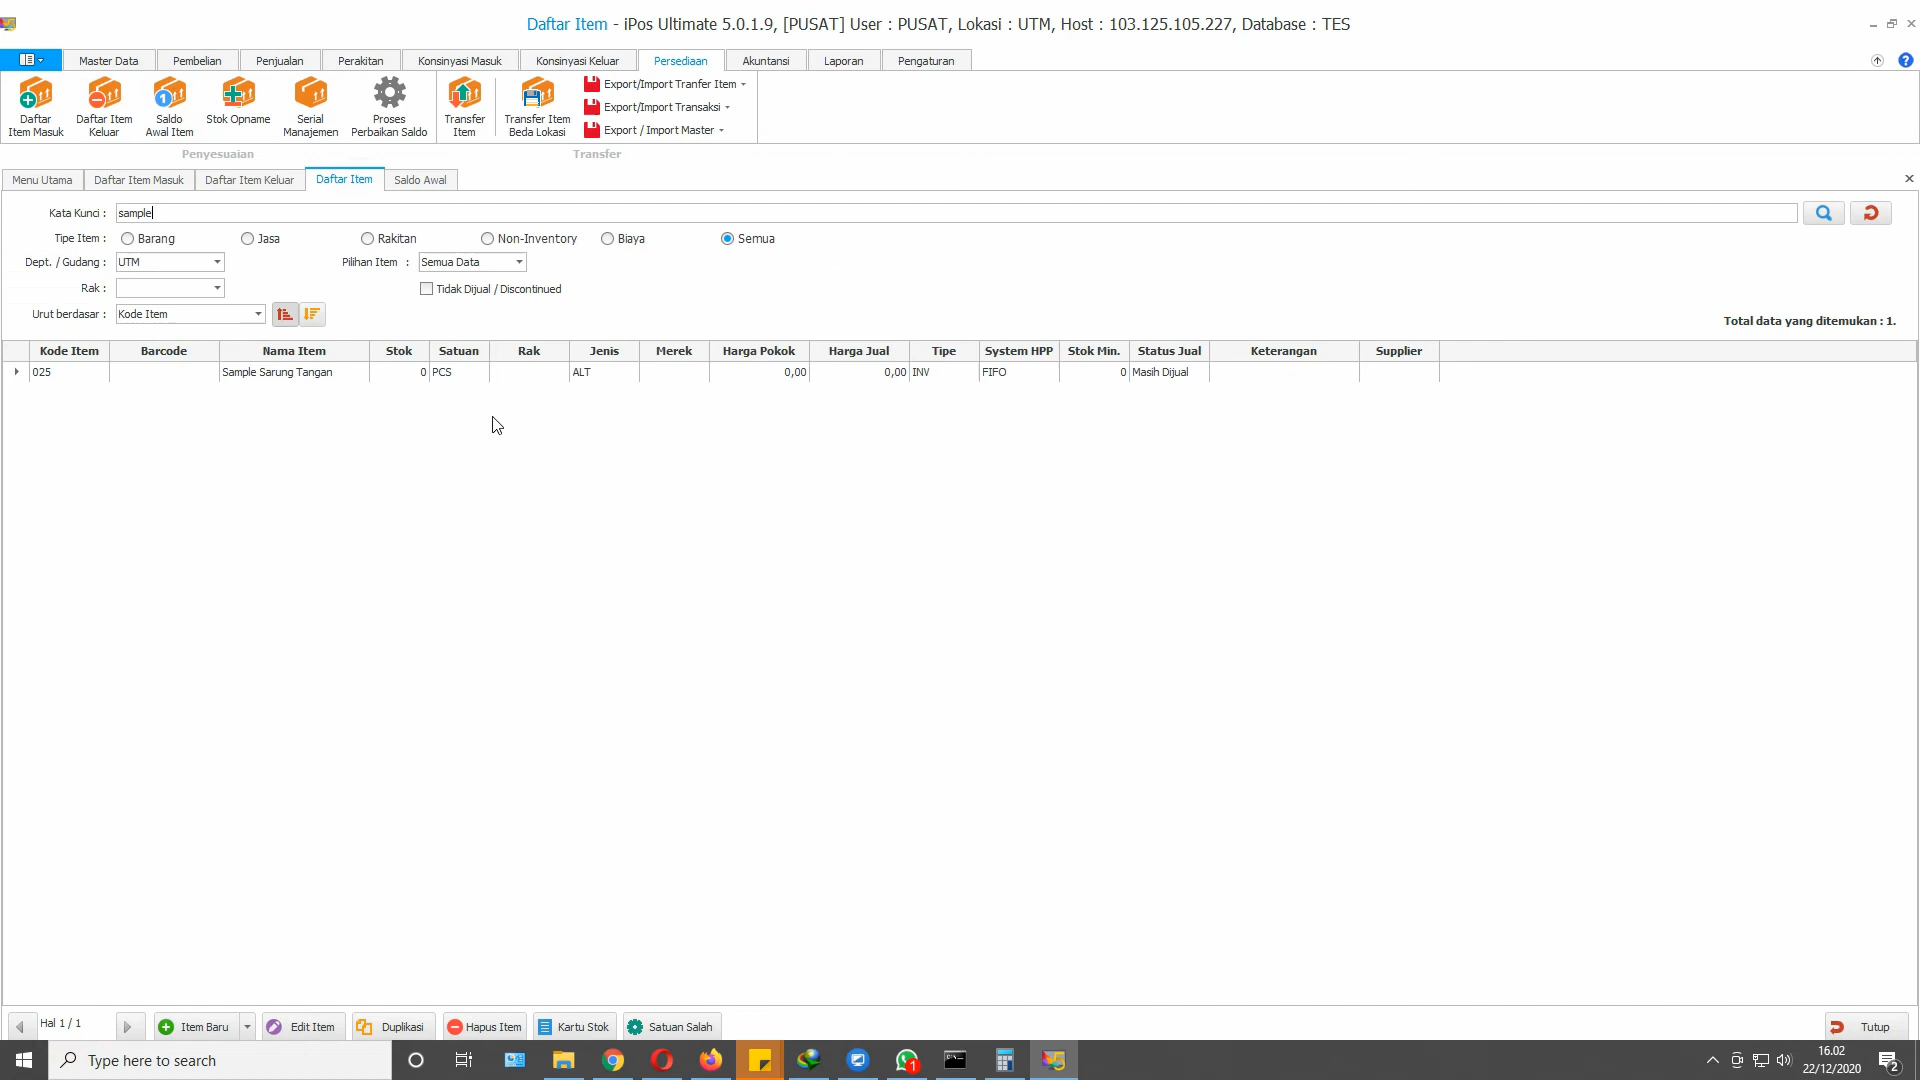 Daftar Item - iPos Ultimate 5.0.1.9, [PUSAT] User : PUSAT, Lokasi : UTM, Host : 103.125.105.227, Database : TES
Master Data Pembelian Penjualan Perakitan Konsinyasi Masuk Konsinyasi Keluar Persediaan Akuntansi Laporan Pengaturan
Daftar Item Masuk
Daftar Item Keluar
Saldo Awal Item
Stok Opname
Serial Manajemen
Proses Perbaikan Saldo
Transfer Item
Transfer Item Beda Lokasi
Export/Import Tranfer Item
Export/Import Transaksi
Export / Import Master
Penyesuaian Transfer
Menu Utama Daftar Item Masuk Daftar Item Keluar Daftar Item Saldo Awal
Kata Kunci : sample
Tipe Item : Barang Jasa Rakitan Non-Inventory Biaya Semua
Dept. / Gudang : UTM Pilihan Item : Semua Data
Rak : Tidak Dijual / Discontinued
Urut berdasar : Kode Item
Total data yang ditemukan : 1.
Kode Item Barcode Nama Item Stok Satuan Rak Jenis Merek Harga Pokok Harga Jual Tipe System HPP Stok Min. Status Jual Keterangan Supplier
025 Sample Sarung Tangan 0 PCS ALT 0,00 0,00 INV FIFO 0 Masih Dijual
Hal 1 / 1 Item Baru Edit Item Duplikasi Hapus Item Kartu Stok Satuan Salah Tutup
Type here to search
1
16.02
22/12/2020
2